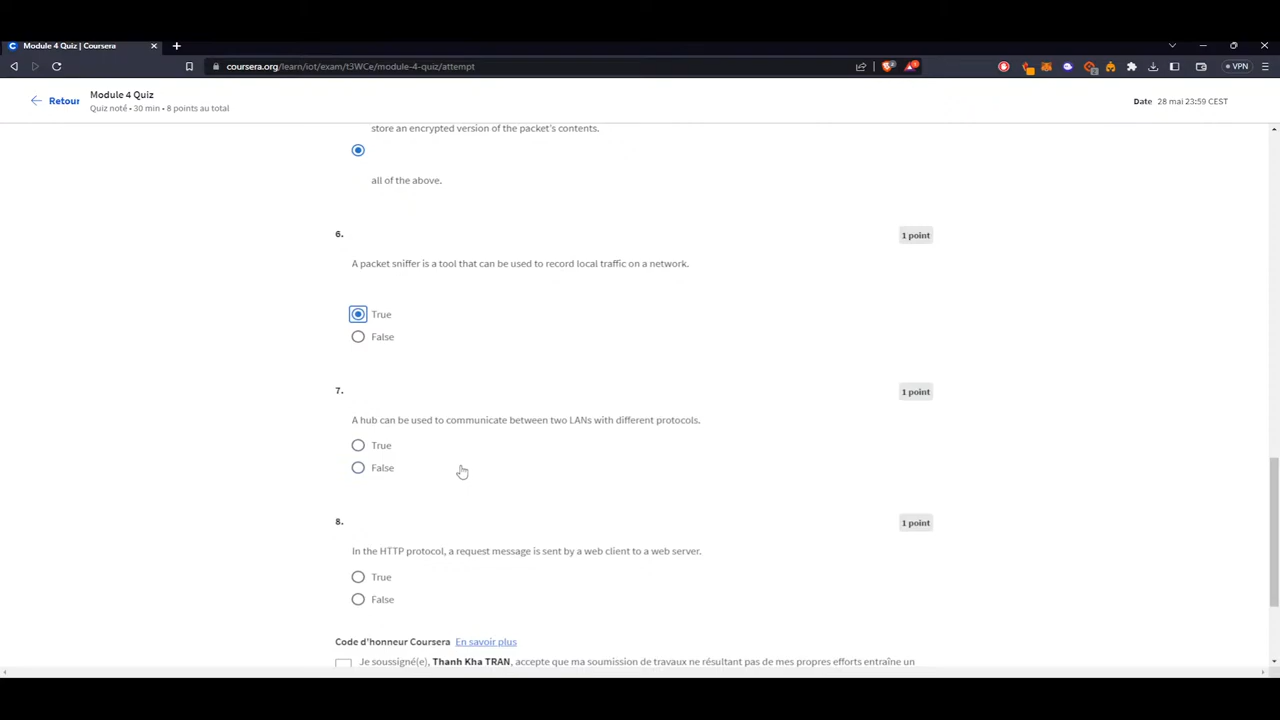 Module 4 Quiz | Coursera
coursera.org/learn/iot/exam/t3WCe/module-4-quiz/attempt
VPN
Retour
Module 4 Quiz
Quiz noté • 30 min • 8 points au total
Date 28 mai 23:59 CEST
store an encrypted version of the packet's contents.
all of the above.
6.
1 point
A packet sniffer is a tool that can be used to record local traffic on a network.
True
False
7.
1 point
A hub can be used to communicate between two LANs with different protocols.
True
False
8.
1 point
In the HTTP protocol, a request message is sent by a web client to a web server.
True
False
Code d'honneur Coursera En savoir plus
Je soussigné(e), Thanh Kha TRAN, accepte que ma soumission de travaux ne résultant pas de mes propres efforts entraîne un